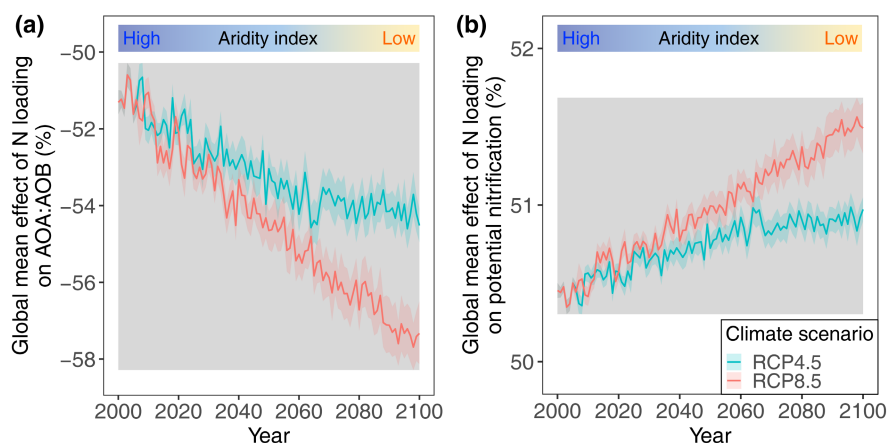 (a)
High Aridity index Low
Global mean effect of N loading
on AOA:AOB (%)
−50
−52
−54
−56
−58
2000 2020 2040 2060 2080 2100
Year
(b)
High Aridity index Low
Global mean effect of N loading
on potential nitrification (%)
52
51
50
2000 2020 2040 2060 2080 2100
Year
Climate scenario
RCP4.5
RCP8.5